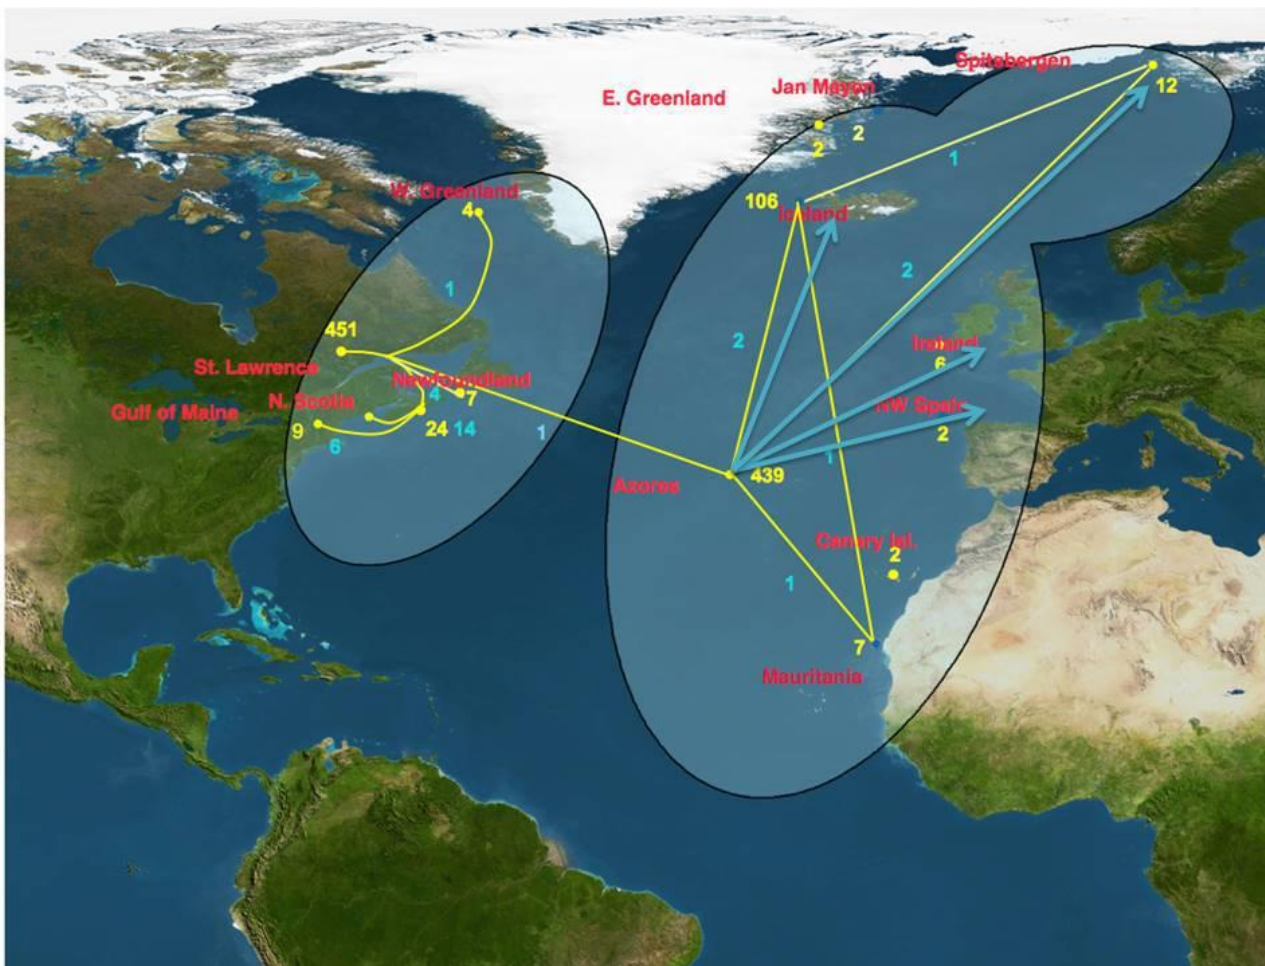 Spitsbergen
12
Jan Mayen
E. Greenland
2
2
1
W. Greenland
4
106
Iceland
2
1
451
2
Ireland
6
St. Lawrence
Newfoundland
4
7
N. Scotia
NW Spain
Gulf of Maine
9
24
14
1
2
6
1
439
Azores
Canary Isl.
2
1
7
Mauritania